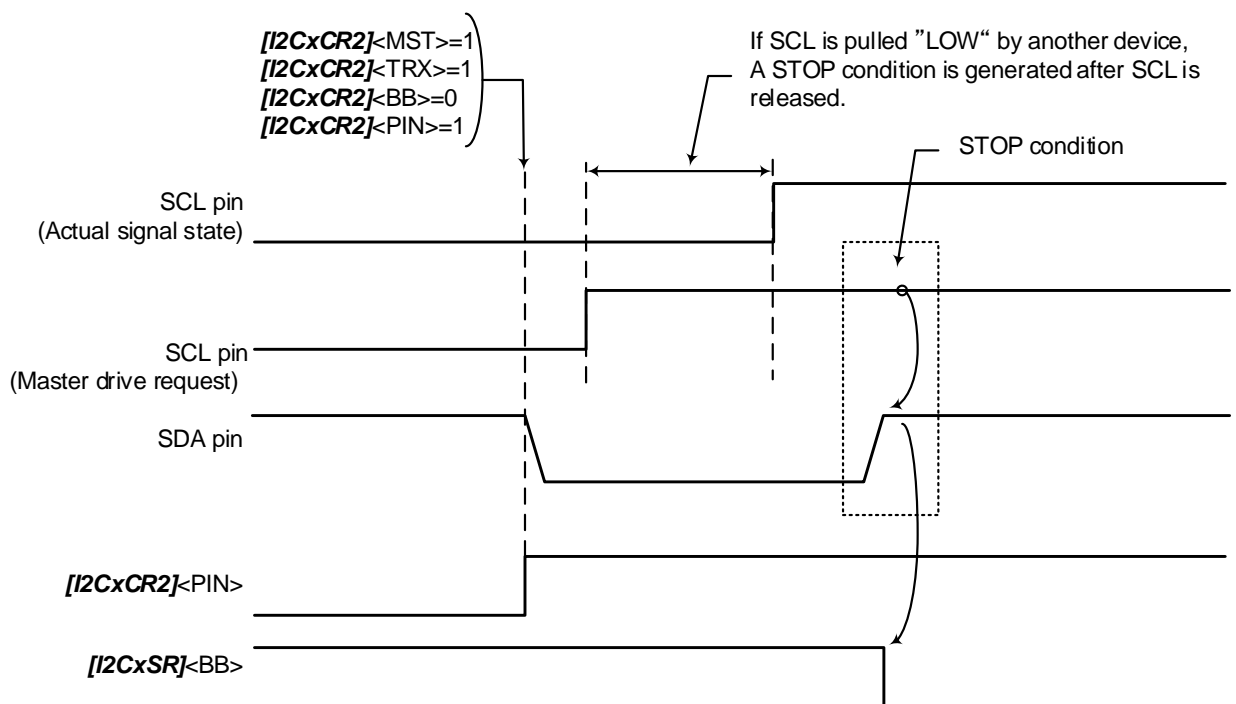 [I2CxCR2]<MST>=1
[I2CxCR2]<TRX>=1
[I2CxCR2]<BB>=0
[I2CxCR2]<PIN>=1
If SCL is pulled ”LOW“ by another device,
A STOP condition is generated after SCL is
released.
STOP condition
SCL pin
(Actual signal state)
SCL pin
(Master drive request)
SDA pin
[I2CxCR2]<PIN>
[I2CxSR]<BB>